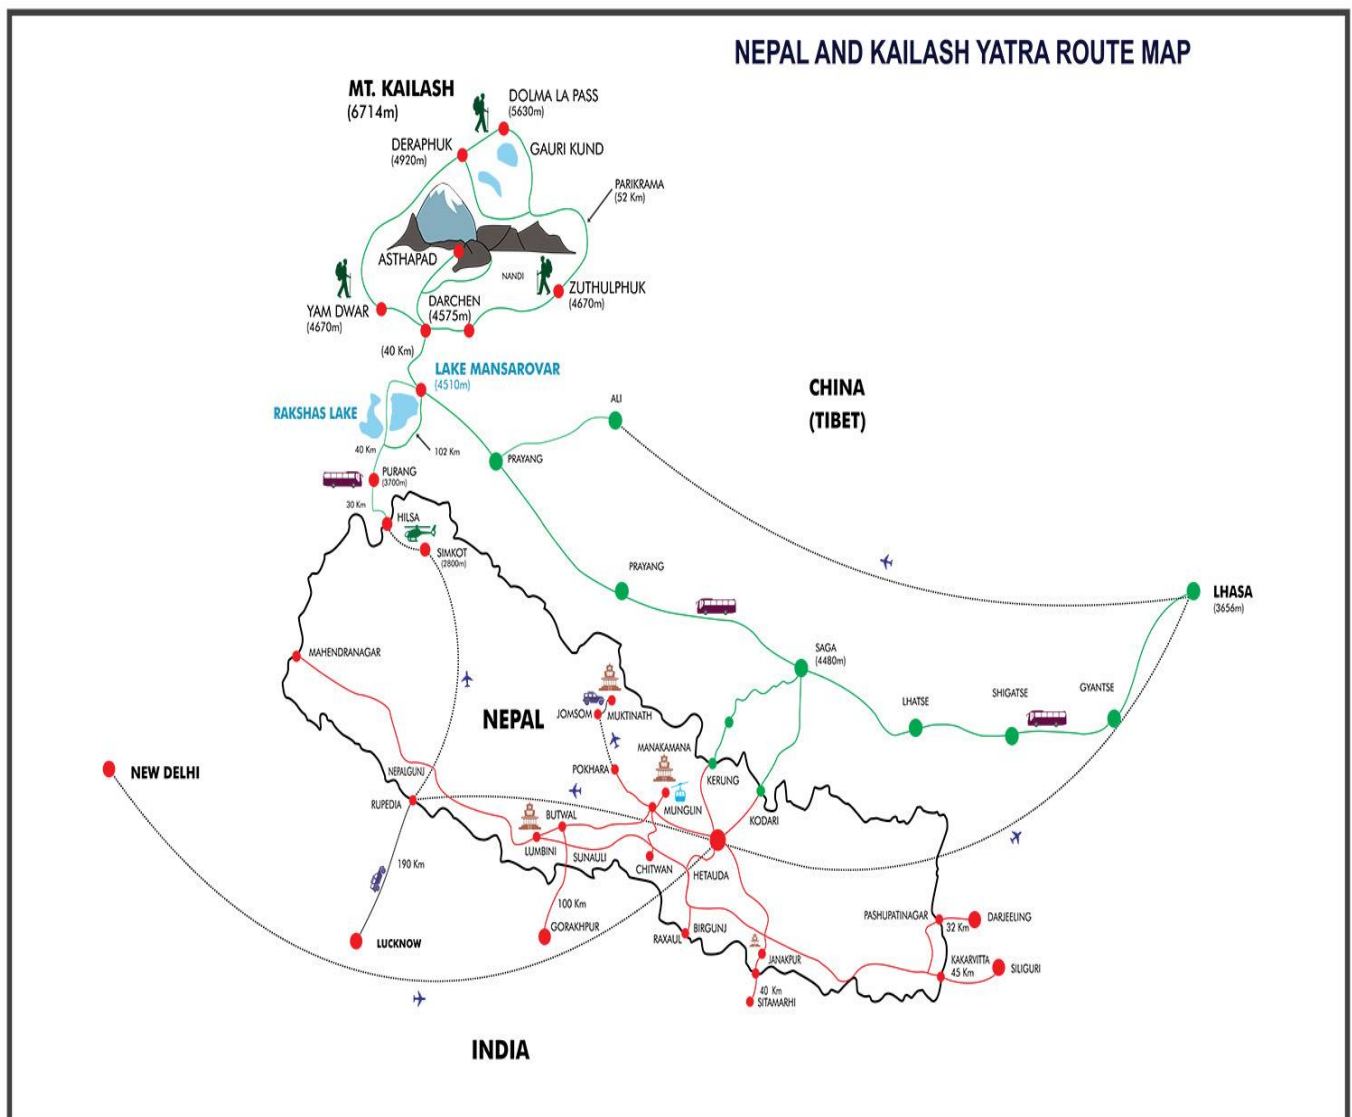 NEPAL AND KAILASH YATRA ROUTE MAP
MT. KAILASH
(6714m)
DOLMA LA PASS
(5630m)
DERAPHUK
(4920m)
GAURI KUND
PARIKRAMA
(52 Km)
ASTHAPAD
NANDI
ZUTHULPHUK
(4670m)
YAM DWAR
(4670m)
DARCHEN
(4575m)
(40 Km)
LAKE MANSAROVAR
(4510m)
RAKSHAS LAKE
CHINA
(TIBET)
ALI
40 Km
102 Km
PRAYANG
PURANG
(3700m)
30 Km
HILSA
SIMKOT
(2800m)
PRAYANG
LHASA
(3656m)
MAHENDRANAGAR
SAGA
(4480m)
LHATSE
SHIGATSE
GYANTSE
NEPAL
JOMSOM
MUKTINATH
MANAKAMANA
POKHARA
KERUNG
NEW DELHI
NEPALGUNJ
RUPEDIA
BUTWAL
MUNGLIN
KODARI
LUMBINI
SUNAULI
CHITWAN
HETAUDA
190 Km
100 Km
GORAKHPUR
LUCKNOW
RAXAUL
BIRGUNJ
PASHUPATINAGAR
32 Km
DARJEELING
JANAKPUR
KAKARVITTA
45 Km
SILIGURI
40 Km
SITAMARHI
INDIA